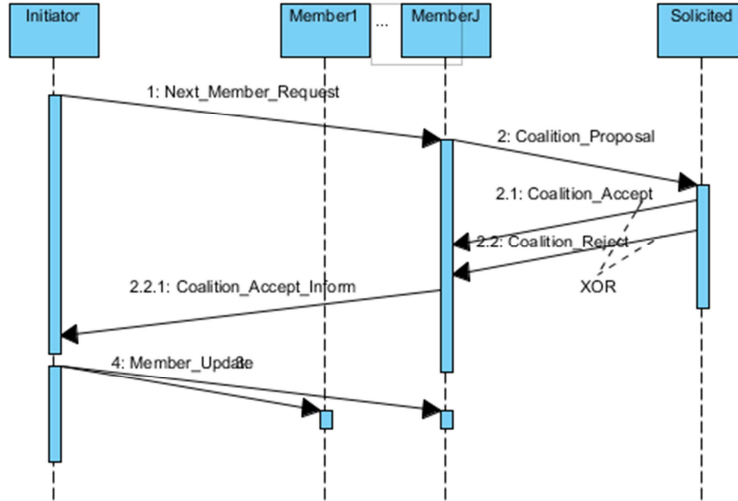 Initiator
Member1
...
MemberJ
Solicited
1: Next_Member_Request
2: Coalition_Proposal
2.1: Coalition_Accept
2.2: Coalition_Reject
2.2.1: Coalition_Accept_Inform
XOR
4: Member_Update
3: